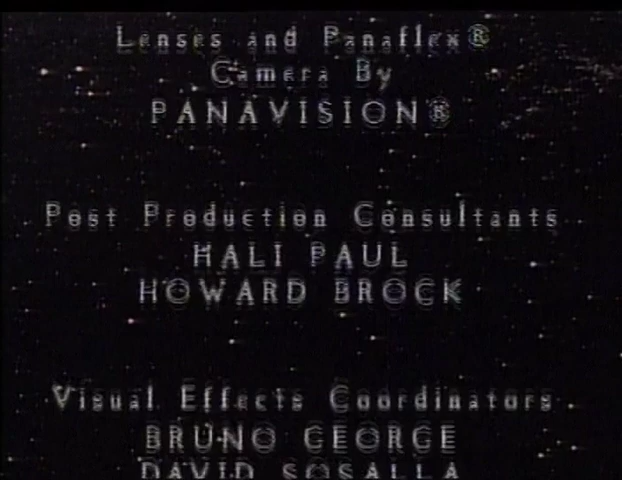 Lenses and Panaflex®
Camera By
PANAVISION®
Post Production Consultants
HALI PAUL
HOWARD BROCK
Visual Effects Coordinators
BRUNO GEORGE
DAVID SOSALLA